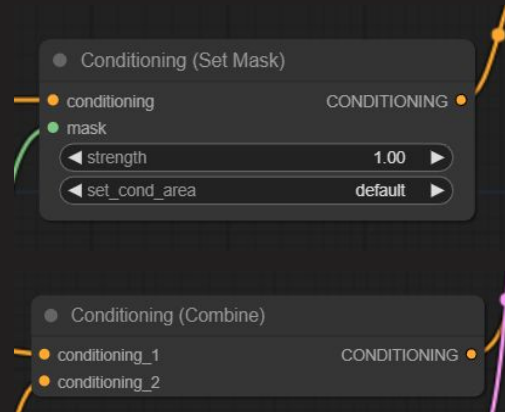 Conditioning (Set Mask)
conditioning CONDITIONING
mask
strength 1.00
set_cond_area default
Conditioning (Combine)
conditioning_1 CONDITIONING
conditioning_2